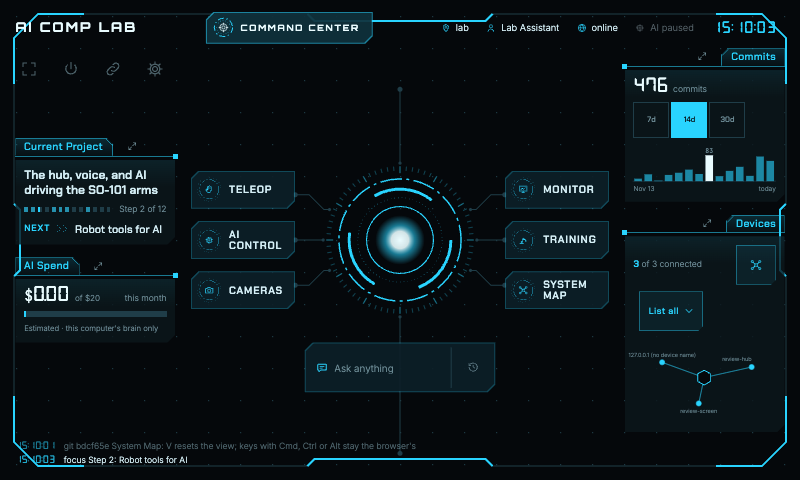 AI COMP LAB
COMMAND CENTER
lab
Lab Assistant
online
AI paused
15:10:03
Commits
476 commits
7d
14d
30d
83
Nov 13
today
Current Project
The hub, voice, and AI
driving the SO-101 arms
Step 2 of 12
NEXT
Robot tools for AI
AI Spend
$0.00 of $20
this month
Estimated · this computer's brain only
TELEOP
AI
CONTROL
CAMERAS
MONITOR
TRAINING
SYSTEM
MAP
Ask anything
Devices
3 of 3 connected
List all
127.0.0.1 (no device name)
review-hub
review-screen
15:10:01 git bdcf65e System Map: V resets the view; keys with Cmd, Ctrl or Alt stay the browser's
15:10:03 focus Step 2: Robot tools for AI